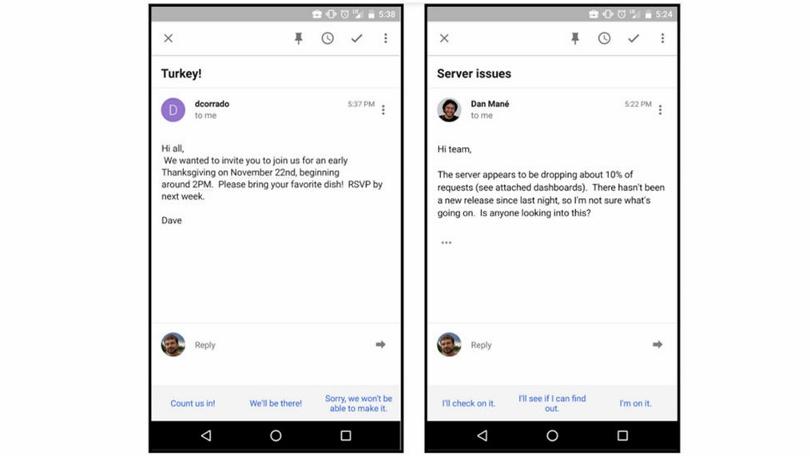 5:38
Turkey!
D
dcorrado
5:37 PM
to me
Hi all,
We wanted to invite you to join us for an early
Thanksgiving on November 22nd, beginning
around 2PM. Please bring your favorite dish! RSVP by
next week.
Dave
Reply
Count us in!
We'll be there!
Sorry, we won't be
able to make it.
5:24
Server issues
Dan Mané
5:22 PM
to me
Hi team,
The server appears to be dropping about 10% of
requests (see attached dashboards). There hasn't been
a new release since last night, so I'm not sure what's
going on. Is anyone looking into this?
Reply
I'll check on it.
I'll see if I can find
out.
I'm on it.